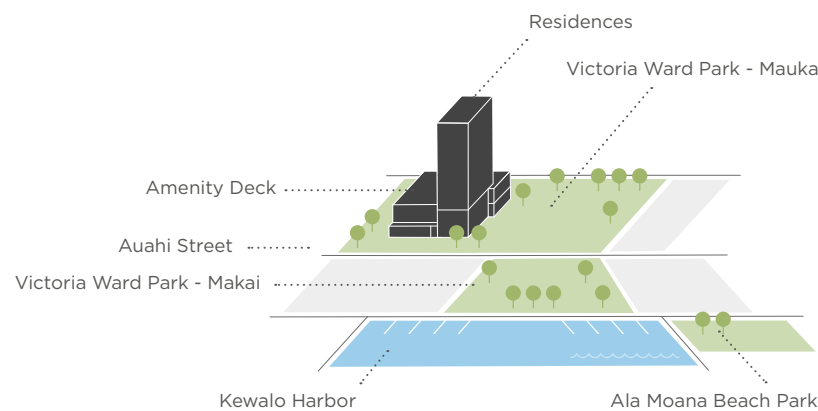 Residences
Victoria Ward Park - Mauka
Amenity Deck
Auahi Street
Victoria Ward Park - Makai
Kewalo Harbor
Ala Moana Beach Park